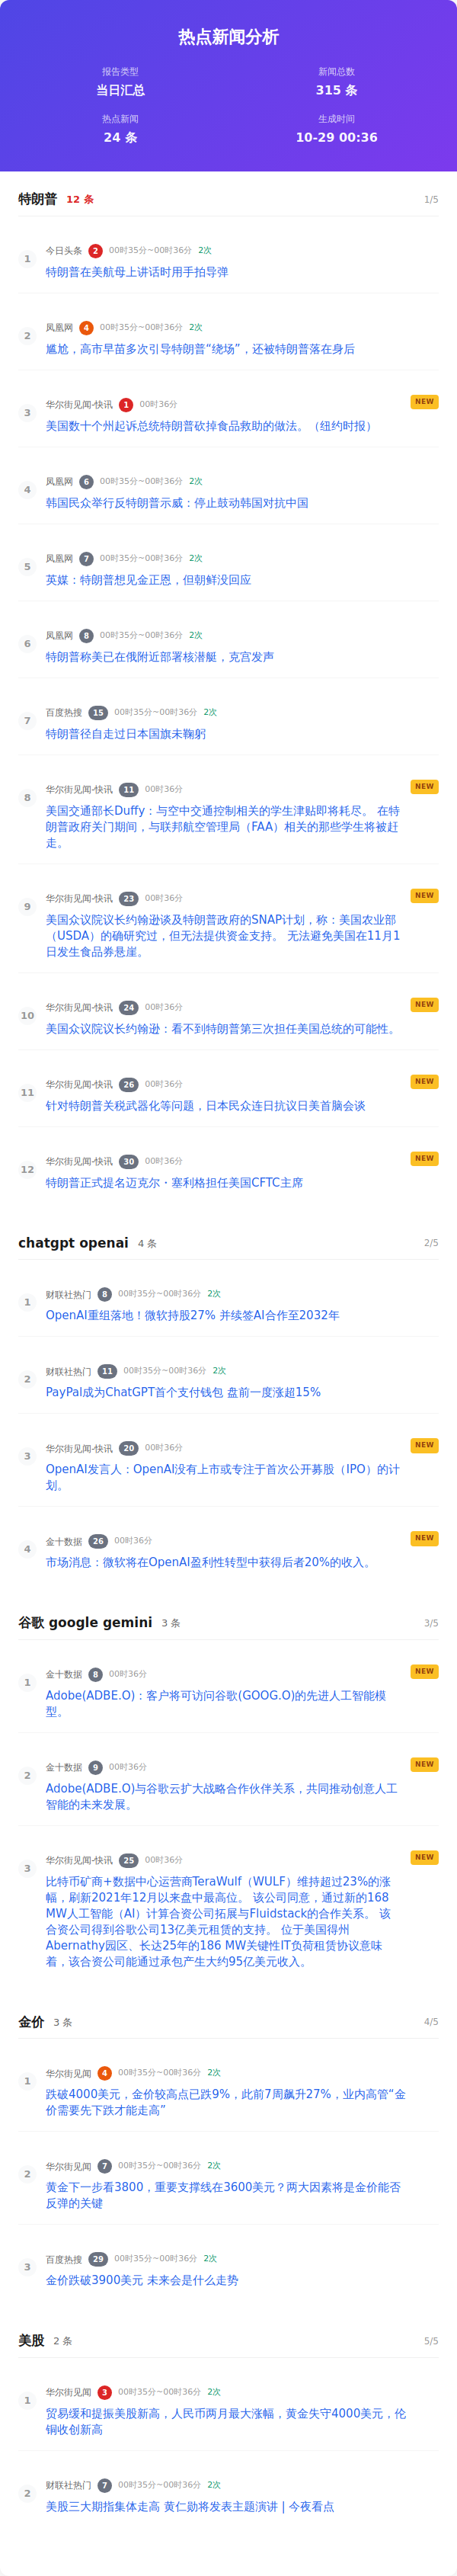 热点新闻分析
报告类型
当日汇总
新闻总数
315 条
热点新闻
24 条
生成时间
10-29 00:36
特朗普 12 条 1/5
1
今日头条 2 00时35分~00时36分 2次
特朗普在美航母上讲话时用手拍导弹
2
凤凰网 4 00时35分~00时36分 2次
尴尬，高市早苗多次引导特朗普“绕场”，还被特朗普落在身后
3
华尔街见闻-快讯 1 00时36分 NEW
美国数十个州起诉总统特朗普砍掉食品救助的做法。（纽约时报）
4
凤凰网 6 00时35分~00时36分 2次
韩国民众举行反特朗普示威：停止鼓动韩国对抗中国
5
凤凰网 7 00时35分~00时36分 2次
英媒：特朗普想见金正恩，但朝鲜没回应
6
凤凰网 8 00时35分~00时36分 2次
特朗普称美已在俄附近部署核潜艇，克宫发声
7
百度热搜 15 00时35分~00时36分 2次
特朗普径自走过日本国旗未鞠躬
8
华尔街见闻-快讯 11 00时36分 NEW
美国交通部长Duffy：与空中交通控制相关的学生津贴即将耗尽。 在特
朗普政府关门期间，与联邦航空管理局（FAA）相关的那些学生将被赶
走。
9
华尔街见闻-快讯 23 00时36分 NEW
美国众议院议长约翰逊谈及特朗普政府的SNAP计划，称：美国农业部
（USDA）的确研究过，但无法提供资金支持。 无法避免美国在11月1
日发生食品券悬崖。
10
华尔街见闻-快讯 24 00时36分 NEW
美国众议院议长约翰逊：看不到特朗普第三次担任美国总统的可能性。
11
华尔街见闻-快讯 26 00时36分 NEW
针对特朗普关税武器化等问题，日本民众连日抗议日美首脑会谈
12
华尔街见闻-快讯 30 00时36分 NEW
特朗普正式提名迈克尔・塞利格担任美国CFTC主席
chatgpt openai 4 条 2/5
1
财联社热门 8 00时35分~00时36分 2次
OpenAI重组落地！微软持股27% 并续签AI合作至2032年
2
财联社热门 11 00时35分~00时36分 2次
PayPal成为ChatGPT首个支付钱包 盘前一度涨超15%
3
华尔街见闻-快讯 20 00时36分 NEW
OpenAI发言人：OpenAI没有上市或专注于首次公开募股（IPO）的计
划。
4
金十数据 26 00时36分 NEW
市场消息：微软将在OpenAI盈利性转型中获得后者20%的收入。
谷歌 google gemini 3 条 3/5
1
金十数据 8 00时36分 NEW
Adobe(ADBE.O)：客户将可访问谷歌(GOOG.O)的先进人工智能模
型。
2
金十数据 9 00时36分 NEW
Adobe(ADBE.O)与谷歌云扩大战略合作伙伴关系，共同推动创意人工
智能的未来发展。
3
华尔街见闻-快讯 25 00时36分 NEW
比特币矿商+数据中心运营商TeraWulf（WULF）维持超过23%的涨
幅，刷新2021年12月以来盘中最高位。 该公司同意，通过新的168
MW人工智能（AI）计算合资公司拓展与Fluidstack的合作关系。 该
合资公司得到谷歌公司13亿美元租赁的支持。 位于美国得州
Abernathy园区、长达25年的186 MW关键性IT负荷租赁协议意味
着，该合资公司能通过承包产生大约95亿美元收入。
金价 3 条 4/5
1
华尔街见闻 4 00时35分~00时36分 2次
跌破4000美元，金价较高点已跌9%，此前7周飙升27%，业内高管“金
价需要先下跌才能走高”
2
华尔街见闻 7 00时35分~00时36分 2次
黄金下一步看3800，重要支撑线在3600美元？两大因素将是金价能否
反弹的关键
3
百度热搜 29 00时35分~00时36分 2次
金价跌破3900美元 未来会是什么走势
美股 2 条 5/5
1
华尔街见闻 3 00时35分~00时36分 2次
贸易缓和提振美股新高，人民币两月最大涨幅，黄金失守4000美元，伦
铜收创新高
2
财联社热门 7 00时35分~00时36分 2次
美股三大期指集体走高 黄仁勋将发表主题演讲 | 今夜看点